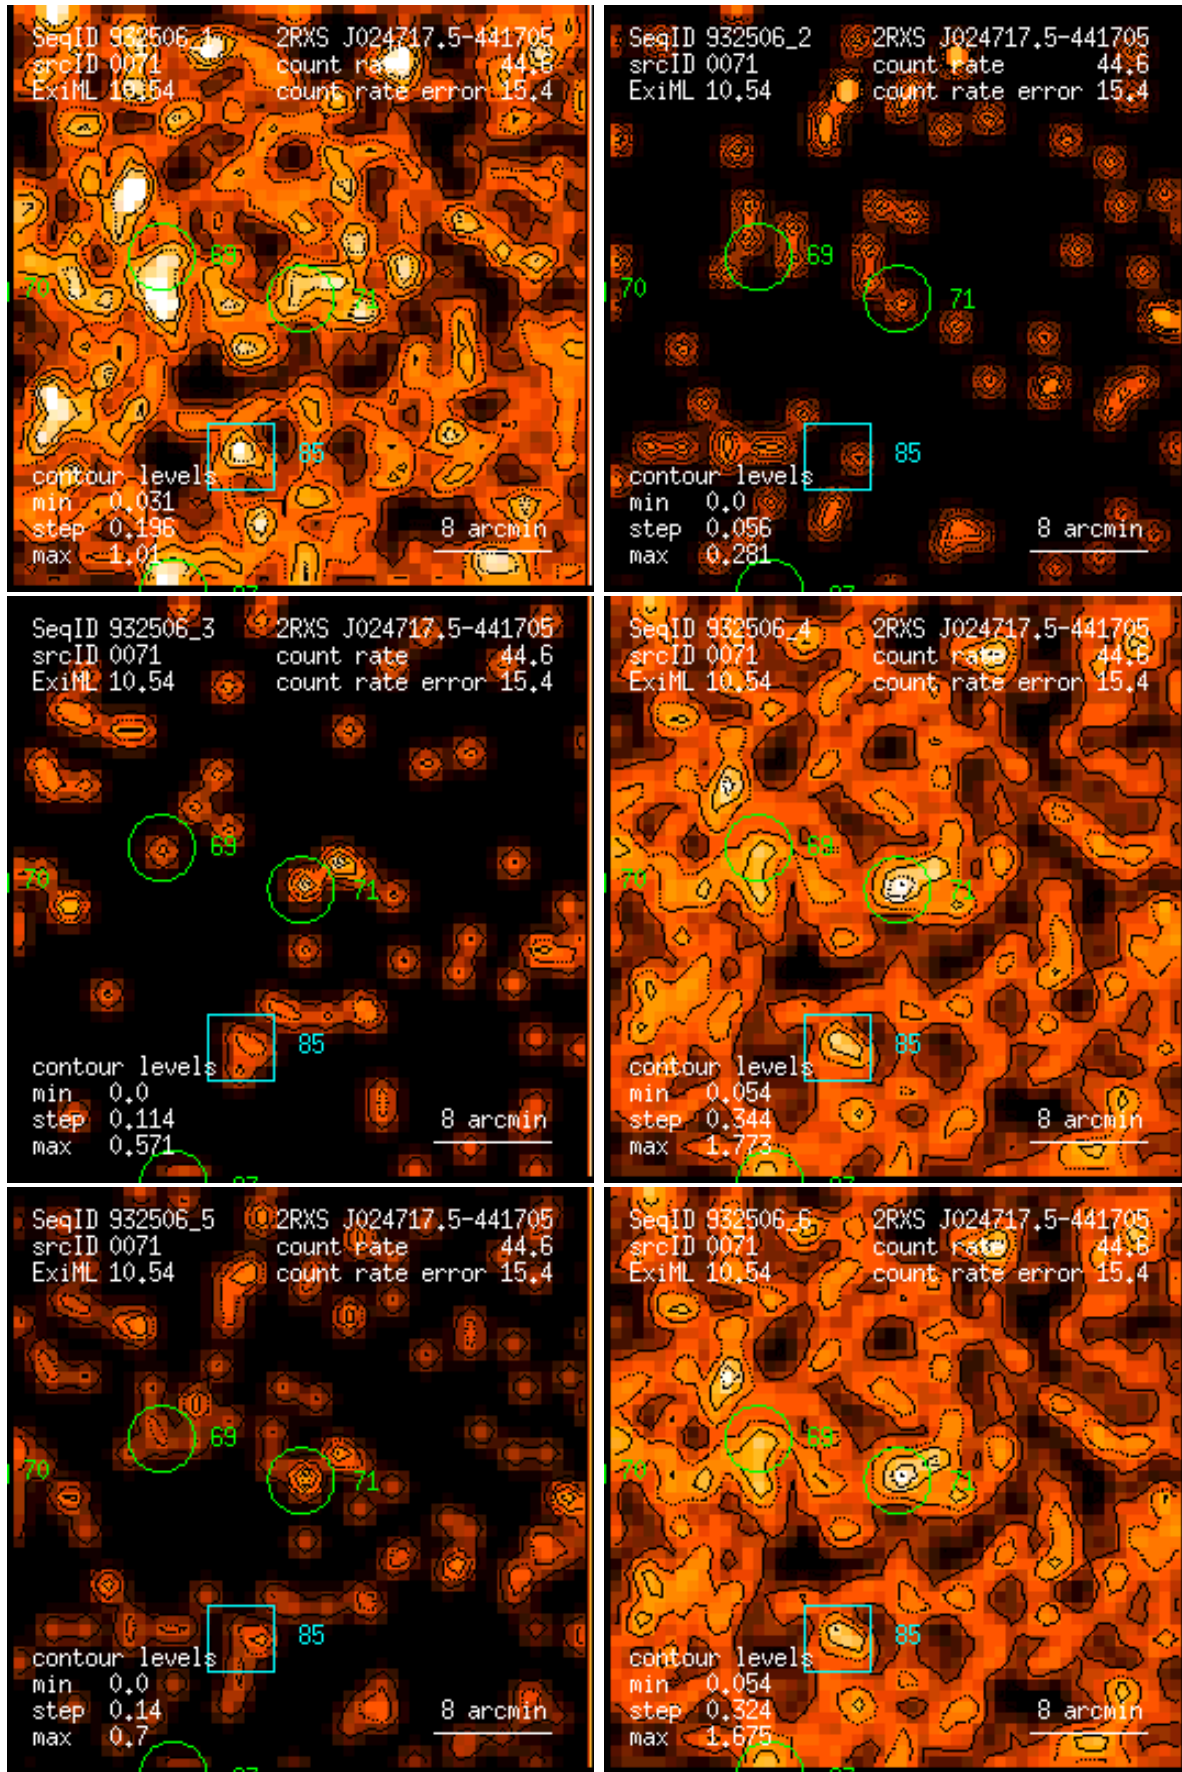 SeqID 932506_1 2RXS J024717.5-441705
srcID 0071 count rate 44.6
ExiML 10.54 count rate error 15.4
69
70
71
85
contour levels
min 0.031
step 0.196
max 1.01
8 arcmin
SeqID 932506_2 2RXS J024717.5-441705
srcID 0071 count rate 44.6
ExiML 10.54 count rate error 15.4
69
70
71
85
contour levels
min 0.0
step 0.056
max 0.281
8 arcmin
SeqID 932506_3 2RXS J024717.5-441705
srcID 0071 count rate 44.6
ExiML 10.54 count rate error 15.4
69
70
71
85
contour levels
min 0.0
step 0.114
max 0.571
8 arcmin
SeqID 932506_4 2RXS J024717.5-441705
srcID 0071 count rate 44.6
ExiML 10.54 count rate error 15.4
69
70
71
85
contour levels
min 0.054
step 0.344
max 1.773
8 arcmin
SeqID 932506_5 2RXS J024717.5-441705
srcID 0071 count rate 44.6
ExiML 10.54 count rate error 15.4
69
70
71
85
contour levels
min 0.0
step 0.14
max 0.7
8 arcmin
SeqID 932506_6 2RXS J024717.5-441705
srcID 0071 count rate 44.6
ExiML 10.54 count rate error 15.4
69
70
71
85
contour levels
min 0.054
step 0.324
max 1.675
8 arcmin